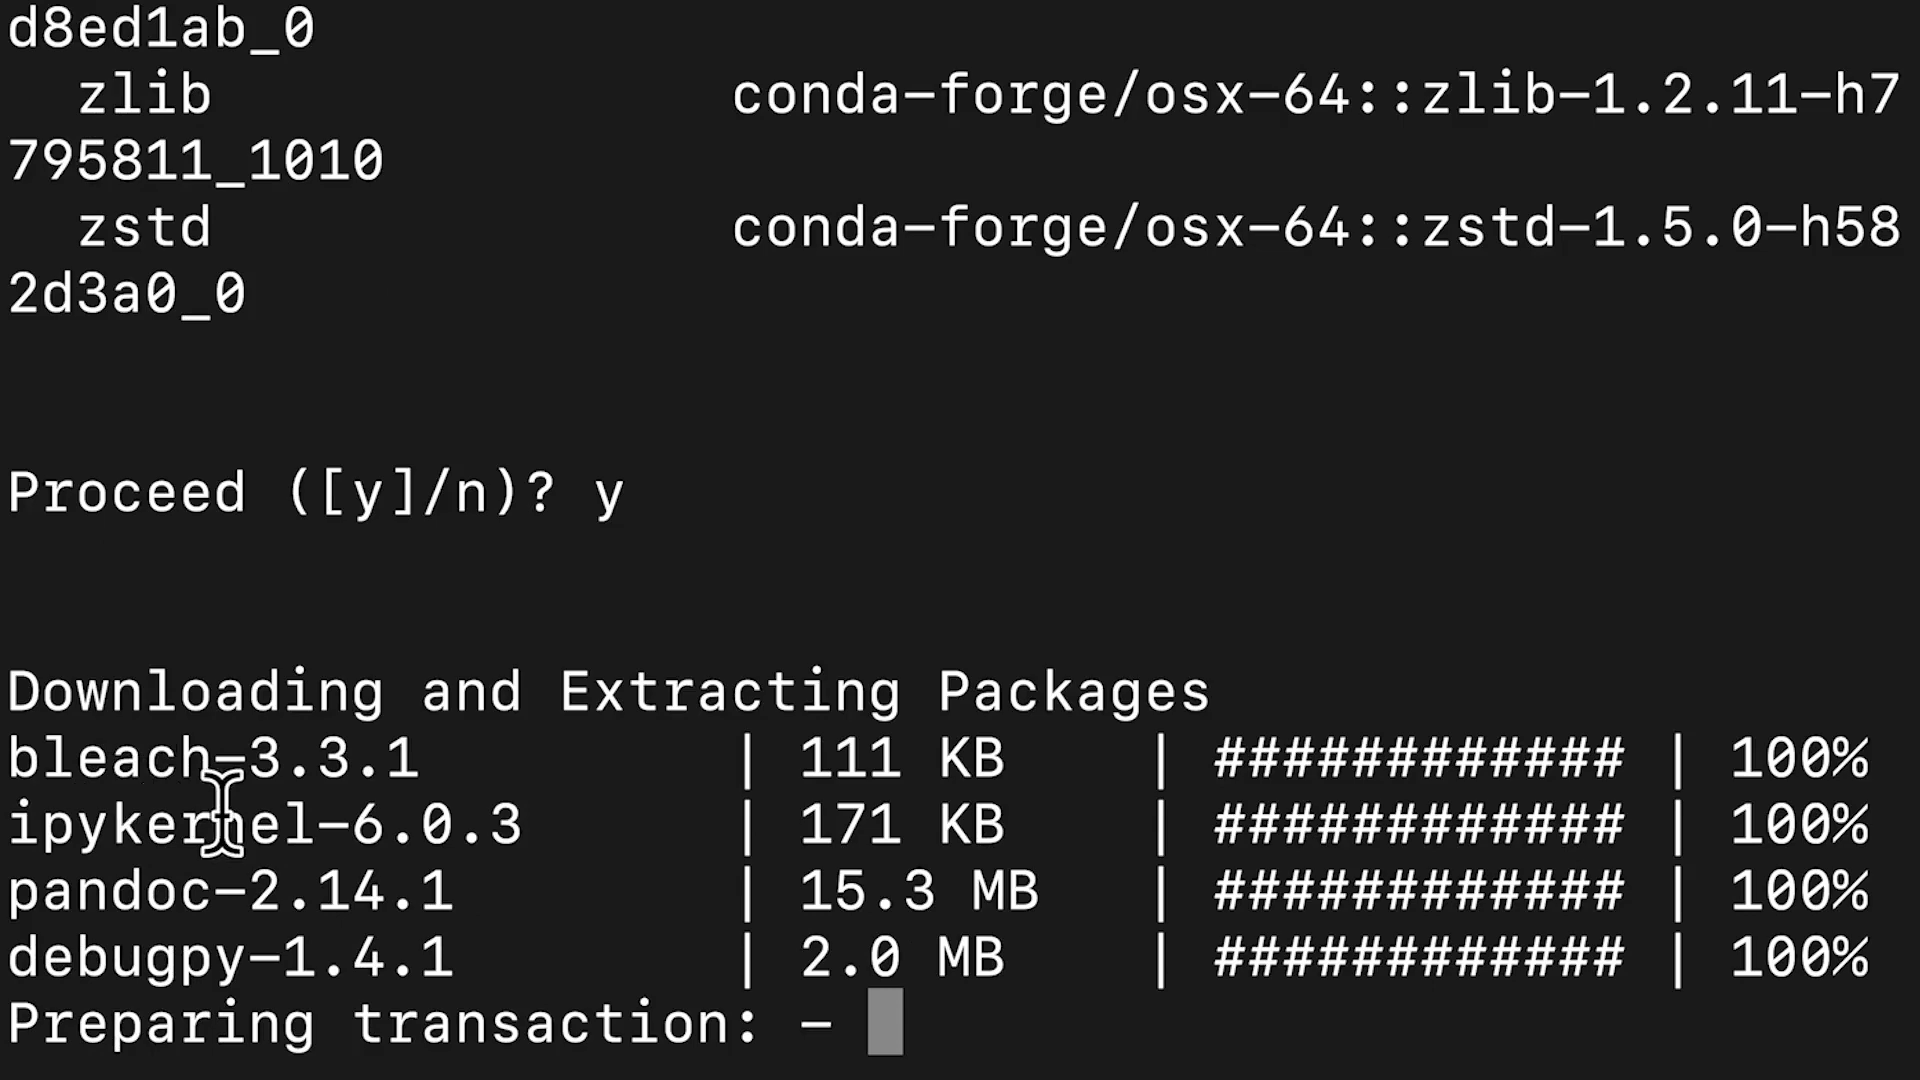 d8ed1ab_0
  zlib               conda-forge/osx-64::zlib-1.2.11-h7
795811_1010
  zstd               conda-forge/osx-64::zstd-1.5.0-h58
2d3a0_0
Proceed ([y]/n)? y
Downloading and Extracting Packages
bleach-3.3.1         | 111 KB    | ############ | 100%
ipykernel-6.0.3      | 171 KB    | ############ | 100%
pandoc-2.14.1        | 15.3 MB   | ############ | 100%
debugpy-1.4.1        | 2.0 MB    | ############ | 100%
Preparing transaction: -